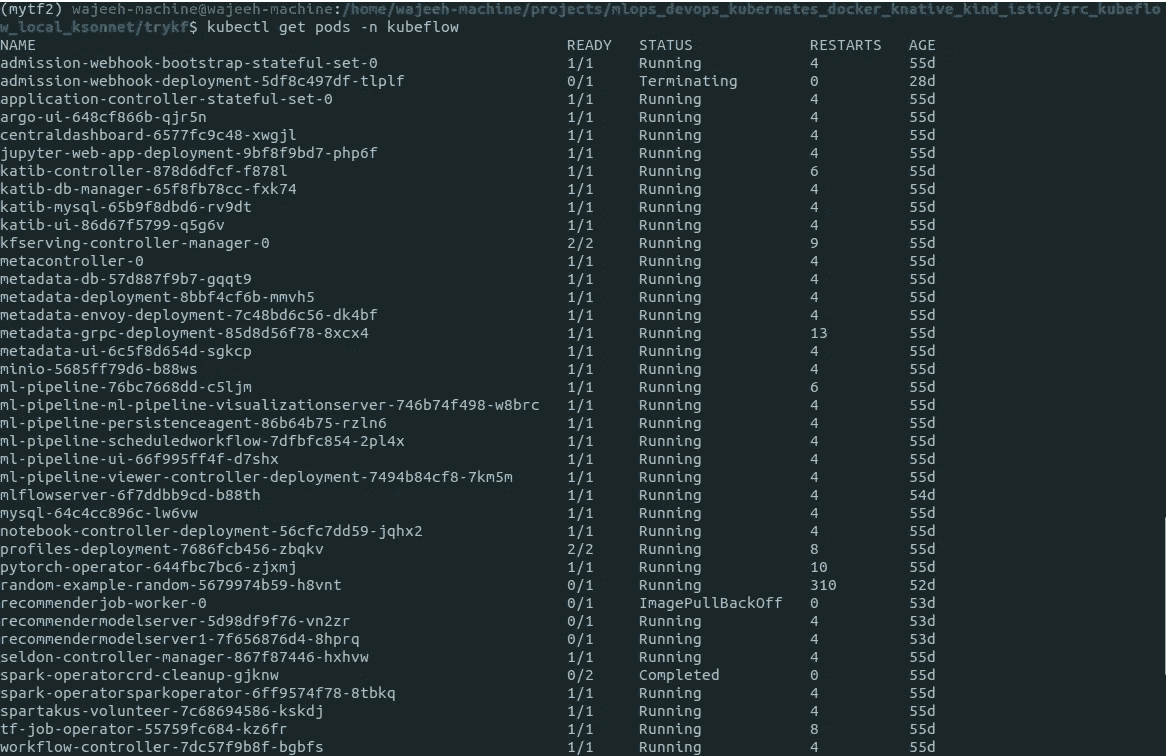 (mytf2) wajeeh-machine@wajeeh-machine:/home/wajeeh-machine/projects/mlops_devops_kubernetes_docker_knative_kind_istio/src_kubeflo
w_local_ksonnet/trykf$ kubectl get pods -n kubeflow
NAME READY STATUS RESTARTS AGE
admission-webhook-bootstrap-stateful-set-0 1/1 Running 4 55d
admission-webhook-deployment-5df8c497df-tlplf 0/1 Terminating 0 28d
application-controller-stateful-set-0 1/1 Running 4 55d
argo-ui-648cf866b-qjr5n 1/1 Running 4 55d
centraldashboard-6577fc9c48-xwgjl 1/1 Running 4 55d
jupyter-web-app-deployment-9bf8f9bd7-php6f 1/1 Running 4 55d
katib-controller-878d6dfcf-f878l 1/1 Running 6 55d
katib-db-manager-65f8fb78cc-fxk74 1/1 Running 4 55d
katib-mysql-65b9f8dbd6-rv9dt 1/1 Running 4 55d
katib-ui-86d67f5799-q5g6v 1/1 Running 4 55d
kfserving-controller-manager-0 2/2 Running 9 55d
metacontroller-0 1/1 Running 4 55d
metadata-db-57d887f9b7-gqqt9 1/1 Running 4 55d
metadata-deployment-8bbf4cf6b-mmvh5 1/1 Running 4 55d
metadata-envoy-deployment-7c48bd6c56-dk4bf 1/1 Running 4 55d
metadata-grpc-deployment-85d8d56f78-8xcx4 1/1 Running 13 55d
metadata-ui-6c5f8d654d-sgkcp 1/1 Running 4 55d
minio-5685ff79d6-b88ws 1/1 Running 4 55d
ml-pipeline-76bc7668dd-c5ljm 1/1 Running 6 55d
ml-pipeline-ml-pipeline-visualizationserver-746b74f498-w8brc 1/1 Running 4 55d
ml-pipeline-persistenceagent-86b64b75-rzln6 1/1 Running 4 55d
ml-pipeline-scheduledworkflow-7dfbfc854-2pl4x 1/1 Running 4 55d
ml-pipeline-ui-66f995ff4f-d7shx 1/1 Running 4 55d
ml-pipeline-viewer-controller-deployment-7494b84cf8-7km5m 1/1 Running 4 55d
mlflowserver-6f7ddbb9cd-b88th 1/1 Running 4 54d
mysql-64c4cc896c-lw6vw 1/1 Running 4 55d
notebook-controller-deployment-56cfc7dd59-jqhx2 1/1 Running 4 55d
profiles-deployment-7686fcb456-zbqkv 2/2 Running 8 55d
pytorch-operator-644fbc7bc6-zjxmj 1/1 Running 10 55d
random-example-random-5679974b59-h8vnt 0/1 Running 310 52d
recommenderjob-worker-0 0/1 ImagePullBackOff 0 53d
recommendermodelserver-5d98df9f76-vn2zr 0/1 Running 4 53d
recommendermodelserver1-7f656876d4-8hprq 0/1 Running 4 53d
seldon-controller-manager-867f87446-hxhvw 1/1 Running 4 55d
spark-operatorcrd-cleanup-gjknw 0/2 Completed 0 55d
spark-operatorsparkoperator-6ff9574f78-8tbkq 1/1 Running 4 55d
spartakus-volunteer-7c68694586-kskdj 1/1 Running 4 55d
tf-job-operator-55759fc684-kz6fr 1/1 Running 8 55d
workflow-controller-7dc57f9b8f-bgbfs 1/1 Running 4 55d